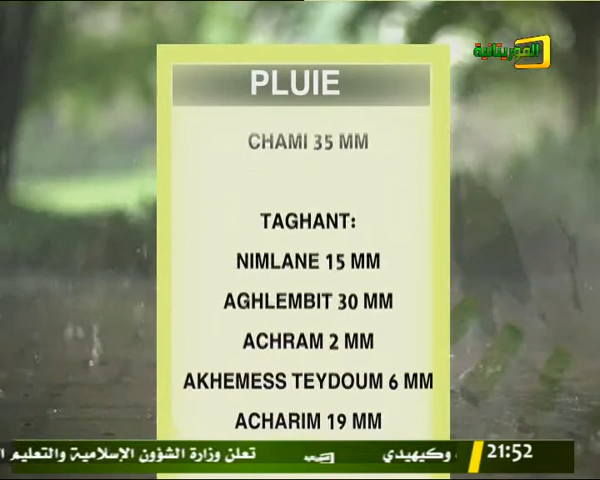 الموريتانية
PLUIE
CHAMI 35 MM
TAGHANT:
NIMLANE 15 MM
AGHLEMBIT 30 MM
ACHRAM 2 MM
AKHEMESS TEYDOUM 6 MM
ACHARIM 19 MM
وكيهيدي تعلن وزارة الشؤون الإسلامية والتعليم
21:52